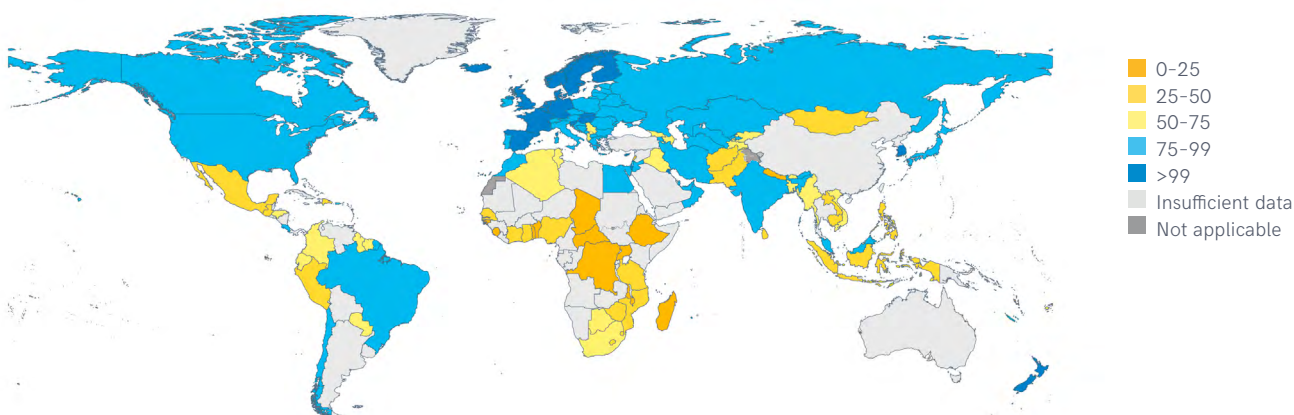 0-25
25-50
50-75
75-99
>99
Insufficient data
Not applicable